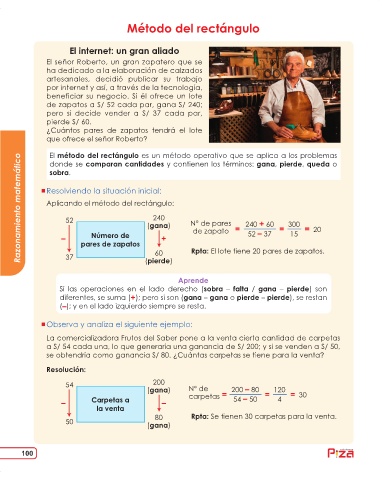 Método del rectángulo
El internet: un gran aliado
El señor Roberto, un gran zapatero que se
ha dedicado a la elaboración de calzados
artesanales, decidió publicar su trabajo
por internet y así, a través de la tecnología,
beneficiar su negocio. Si él ofrece un lote
de zapatos a S/ 52 cada par, gana S/ 240;
pero si decide vender a S/ 37 cada par,
pierde S/ 60.
¿Cuántos pares de zapatos tendrá el lote
que ofrece el señor Roberto?
El método del rectángulo es un método operativo que se aplica a los problemas
donde se comparan cantidades y contienen los términos: gana, pierde, queda o
sobra.
Resolviendo la situación inicial:
Aplicando el método del rectángulo:
52 240
(gana)
– Número de +
pares de zapatos
37 60
(pierde)
N° de pares
de zapato = 240 + 60 / 52 – 37 = 300 / 15 = 20
Rpta: El lote tiene 20 pares de zapatos.
Aprende
Si las operaciones en el lado derecho (sobra – falta / gana – pierde) son
diferentes, se suma (+); pero si son (gana – gana o pierde – pierde), se restan
(–); y en el lado izquierdo siempre se resta.
Observa y analiza el siguiente ejemplo:
La comercializadora Frutos del Saber pone a la venta cierta cantidad de carpetas
a S/ 54 cada una, lo que generaría una ganancia de S/ 200; y si se venden a S/ 50,
se obtendría como ganancia S/ 80. ¿Cuántas carpetas se tiene para la venta?
Resolución:
54 200
(gana)
– Carpetas a –
la venta
50 80
(gana)
N° de
carpetas = 200 – 80 / 54 – 50 = 120 / 4 = 30
Rpta: Se tienen 30 carpetas para la venta.
Razonamiento matemático
100